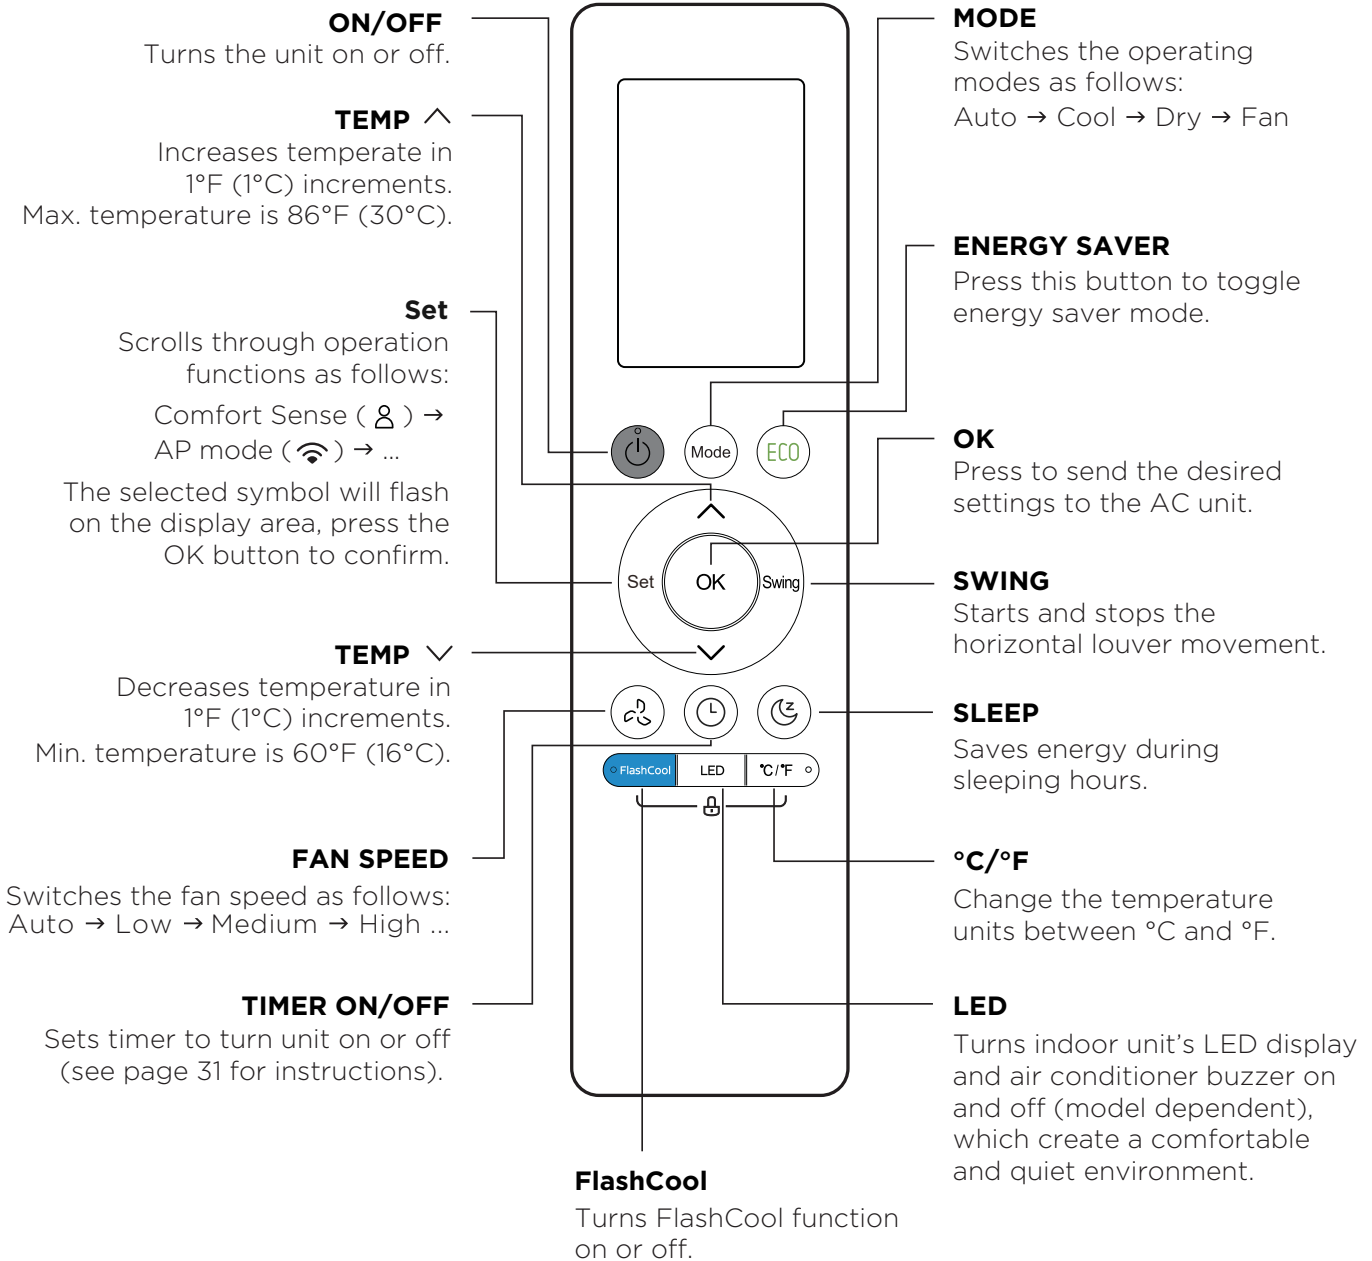 ON/OFF
Turns the unit on or off.
TEMP
Increases temperate in
1°F (1°C) increments.
Max. temperature is 86°F (30°C).
Set
Scrolls through operation
functions as follows:
Comfort Sense ( ) →
AP mode ( ) → ...
The selected symbol will flash
on the display area, press the
OK button to confirm.
TEMP
Decreases temperature in
1°F (1°C) increments.
Min. temperature is 60°F (16°C).
FAN SPEED
Switches the fan speed as follows:
Auto → Low → Medium → High ...
TIMER ON/OFF
Sets timer to turn unit on or off
(see page 31 for instructions).
Mode
ECO
Set
OK
Swing
z
FlashCool
LED
°C/°F
FlashCool
Turns FlashCool function
on or off.
MODE
Switches the operating
modes as follows:
Auto → Cool → Dry → Fan
ENERGY SAVER
Press this button to toggle
energy saver mode.
OK
Press to send the desired
settings to the AC unit.
SWING
Starts and stops the
horizontal louver movement.
SLEEP
Saves energy during
sleeping hours.
°C/°F
Change the temperature
units between °C and °F.
LED
Turns indoor unit's LED display
and air conditioner buzzer on
and off (model dependent),
which create a comfortable
and quiet environment.